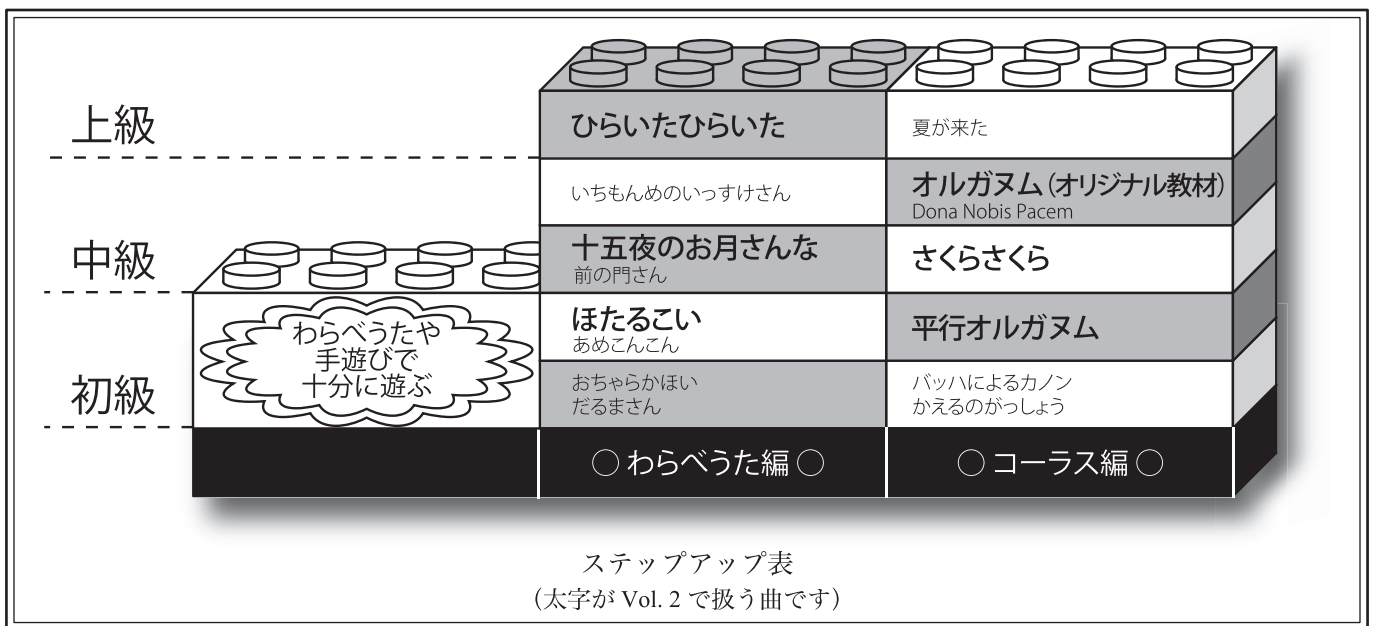 上級
ひらいたひらいた
夏が来た
いちもんめのいっすけさん
オルガヌム（オリジナル教材）
Dona Nobis Pacem
中級
十五夜のお月さんな
前の門さん
さくらさくら
わらべうたや
手遊びで
十分に遊ぶ
ほたるこい
あめこんこん
平行オルガヌム
初級
おちゃらかほい
だるまさん
バッハによるカノン
かえるのがっしょう
○ わらべうた編 ○
○ コーラス編 ○
ステップアップ表
（太字が Vol. 2 で扱う曲です）